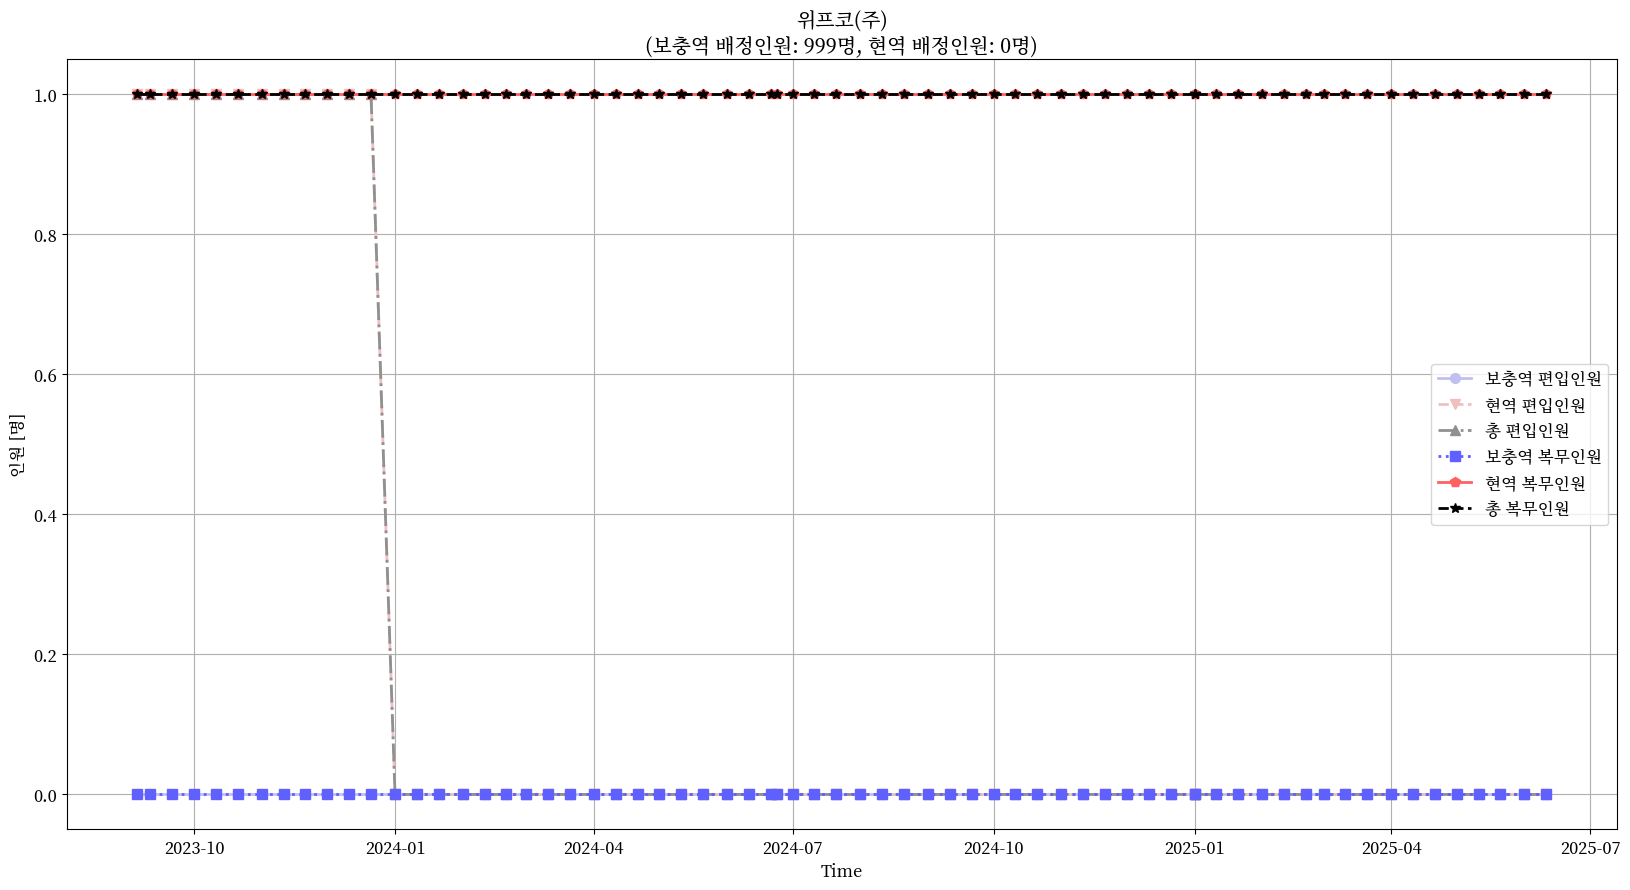 위프코(주)
(보충역 배정인원: 999명, 현역 배정인원: 0명)
인원 [명]
1.0
0.8
0.6
0.4
0.2
0.0
보충역 편입인원
현역 편입인원
총 편입인원
보충역 복무인원
현역 복무인원
총 복무인원
2023-10 2024-01 2024-04 2024-07 2024-10 2025-01 2025-04 2025-07
Time